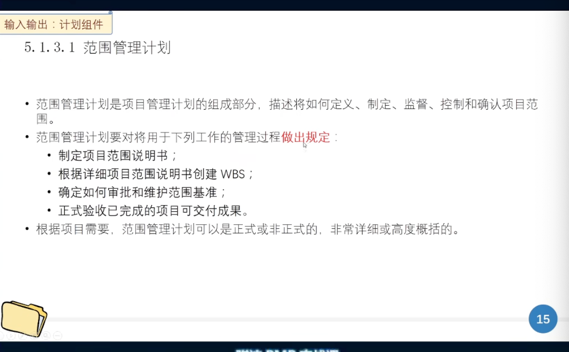 输入输出：计划组件
5.1.3.1 范围管理计划
• 范围管理计划是项目管理计划的组成部分，描述将如何定义、制定、监督、控制和确认项目范
围。
• 范围管理计划要对将用于下列工作的管理过程做出规定：
• 制定项目范围说明书；
• 根据详细项目范围说明书创建 WBS；
• 确定如何审批和维护范围基准；
• 正式验收已完成的项目可交付成果。
• 根据项目需要，范围管理计划可以是正式或非正式的，非常详细或高度概括的。
15